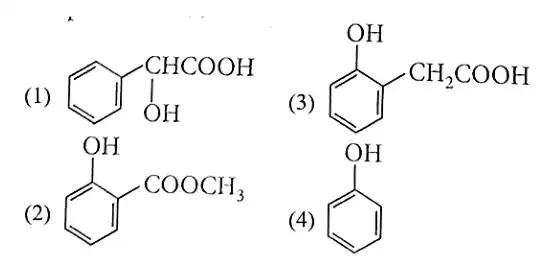 (1) CHCOOH
OH
(2) OH
COOCH₃
(3) OH
CH₂COOH
(4) OH